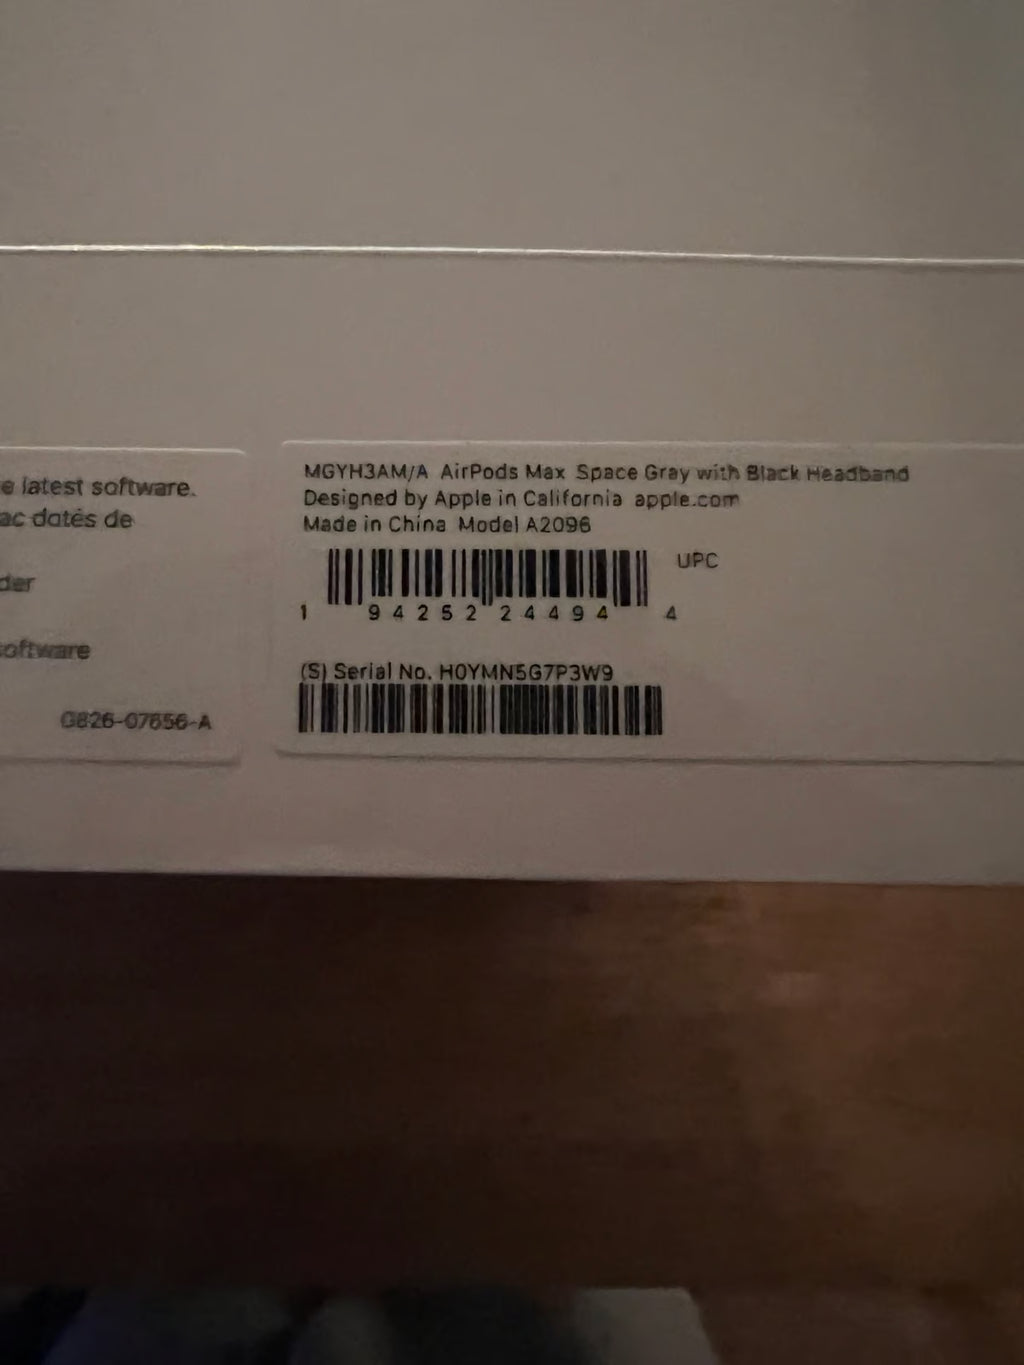 e latest software.
ac datés de
der
software
G826-07656-A
MGYH3AM/A AirPods Max Space Gray with Black Headband
Designed by Apple in California apple.com
Made in China Model A2096
UPC
1 94252 24494 4
(S) Serial No. H0YMN5G7P3W9